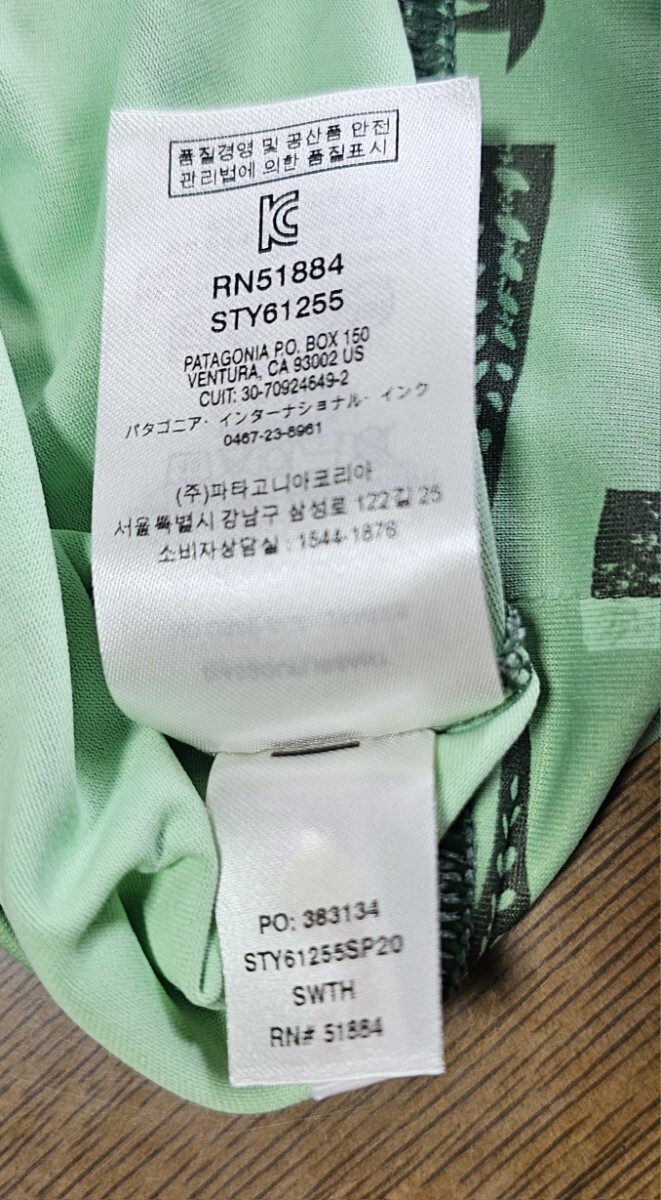 품질경영 및 공산품 안전
관리법에 의한 품질표시
RN51884
STY61255
PATAGONIA P.O. BOX 150
VENTURA, CA 93002 US
CUIT: 30-70924649-2
パタゴニア・インターナショナル・インク
0467-23-8961
(주)파타고니아코리아
서울특별시 강남구 삼성로 122길 25
소비자상담실 : 1544-1876
PO: 383134
STY61255SP20
SWTH
RN# 51884